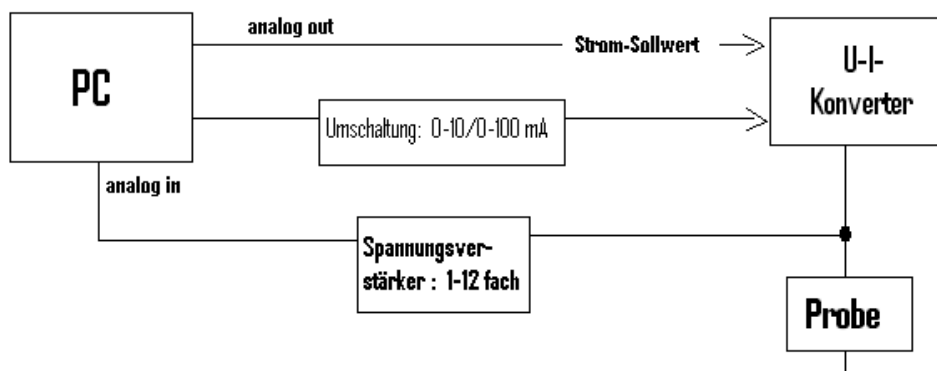 analog out
Strom-Sollwert
PC
U-I-
Konverter
Umschaltung: 0-10/0-100 mA
analog in
Spannungsver-
stärker : 1-12 fach
Probe